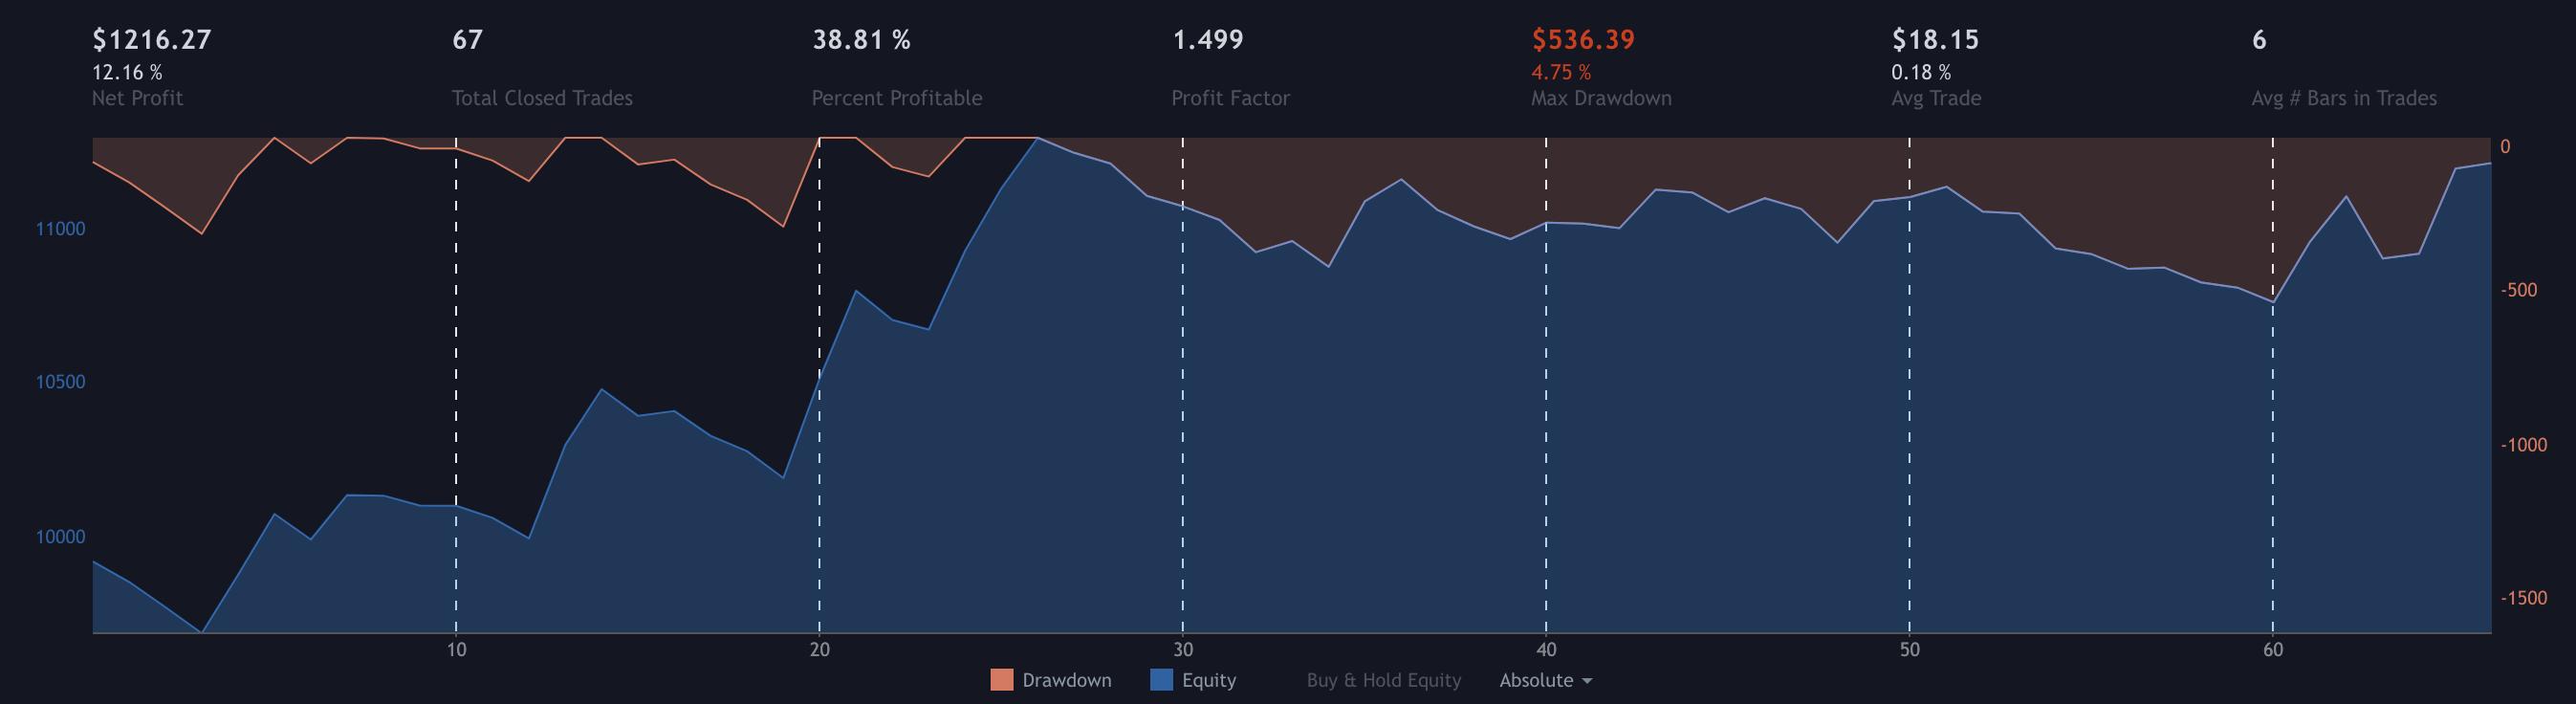 $1216.27 67 38.81 % 1.499 $536.39 $18.15 6
12.16 % 4.75 % 0.18 %
Net Profit Total Closed Trades Percent Profitable Profit Factor Max Drawdown Avg Trade Avg # Bars in Trades
0
11000
-500
10500
-1000
10000
-1500
10 20 30 40 50 60
Drawdown Equity Buy & Hold Equity Absolute